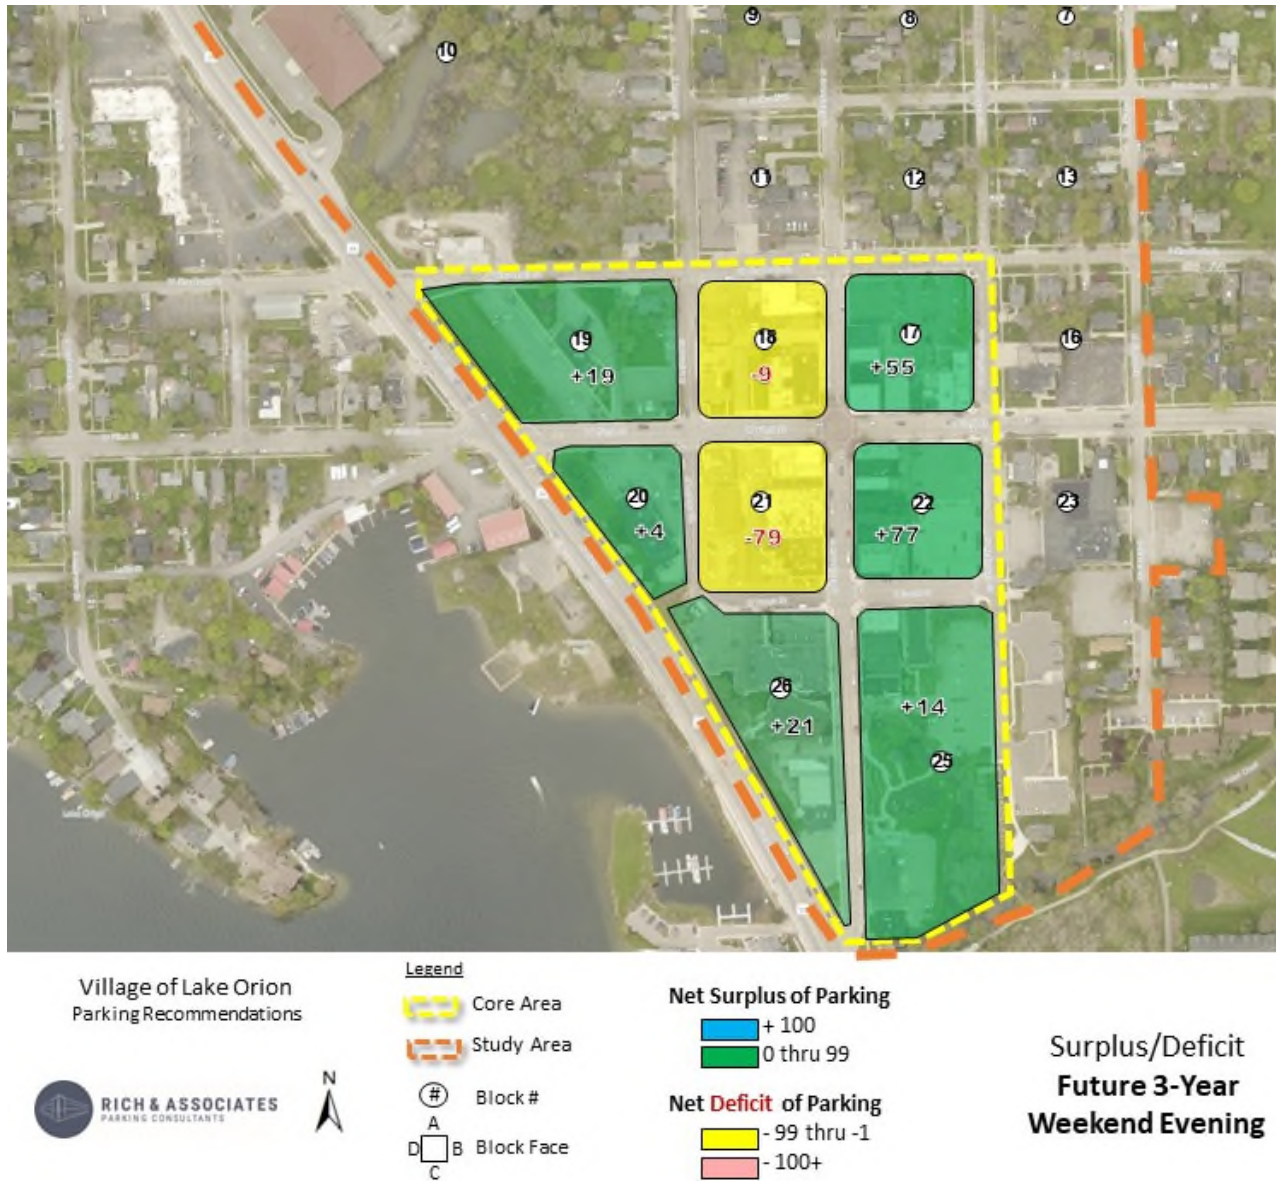 9
8
7
10
11
12
13
19
+19
18
-9
17
+55
16
20
+4
21
-79
22
+77
23
26
+21
+14
25
Village of Lake Orion
Parking Recommendations
RICH & ASSOCIATES
PARKING CONSULTANTS
N
Legend
Core Area
Study Area
#
Block #
A
D
B
C
Block Face
Net Surplus of Parking
+ 100
0 thru 99
Net Deficit of Parking
- 99 thru -1
- 100+
Surplus/Deficit
Future 3-Year
Weekend Evening